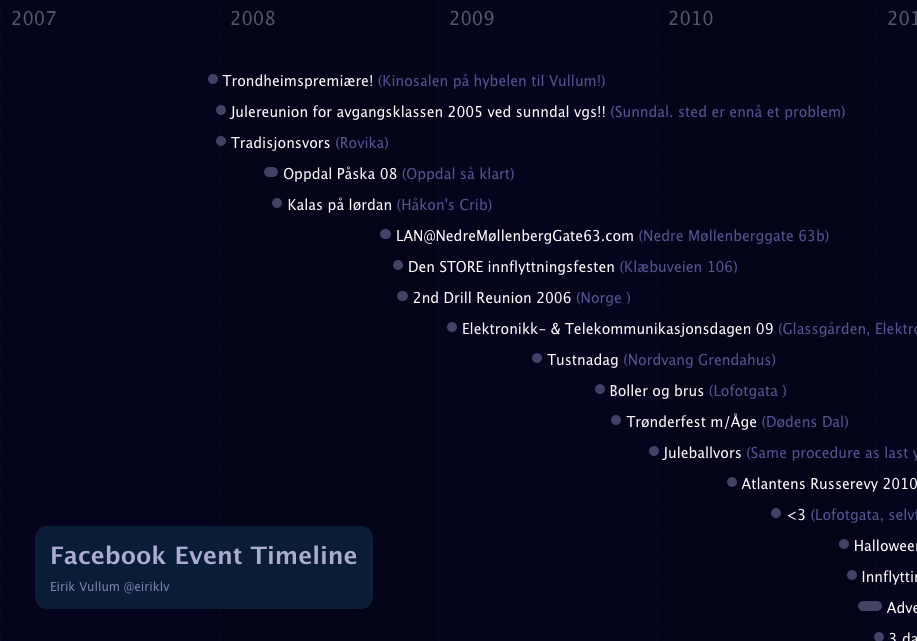 2007 2008 2009 2010 201
Trondheimspremiære! (Kinosalen på hybelen til Vullum!)
Julereunion for avgangsklassen 2005 ved sunndal vgs!! (Sunndal. sted er ennå et problem)
Tradisjonsvors (Rovika)
Oppdal Påska 08 (Oppdal så klart)
Kalas på lørdan (Håkon's Crib)
LAN@NedreMøllenbergGate63.com (Nedre Møllenberggate 63b)
Den STORE innflyttningsfesten (Klæbuveien 106)
2nd Drill Reunion 2006 (Norge )
Elektronikk- & Telekommunikasjonsdagen 09 (Glassgården, Elektro
Tustnadag (Nordvang Grendahus)
Boller og brus (Lofotgata )
Trønderfest m/Åge (Dødens Dal)
Juleballvors (Same procedure as last y
Atlantens Russerevy 2010
<3 (Lofotgata, selvf
Halloween
Innflyttin
Adve
3 da
Facebook Event Timeline
Eirik Vullum @eiriklv